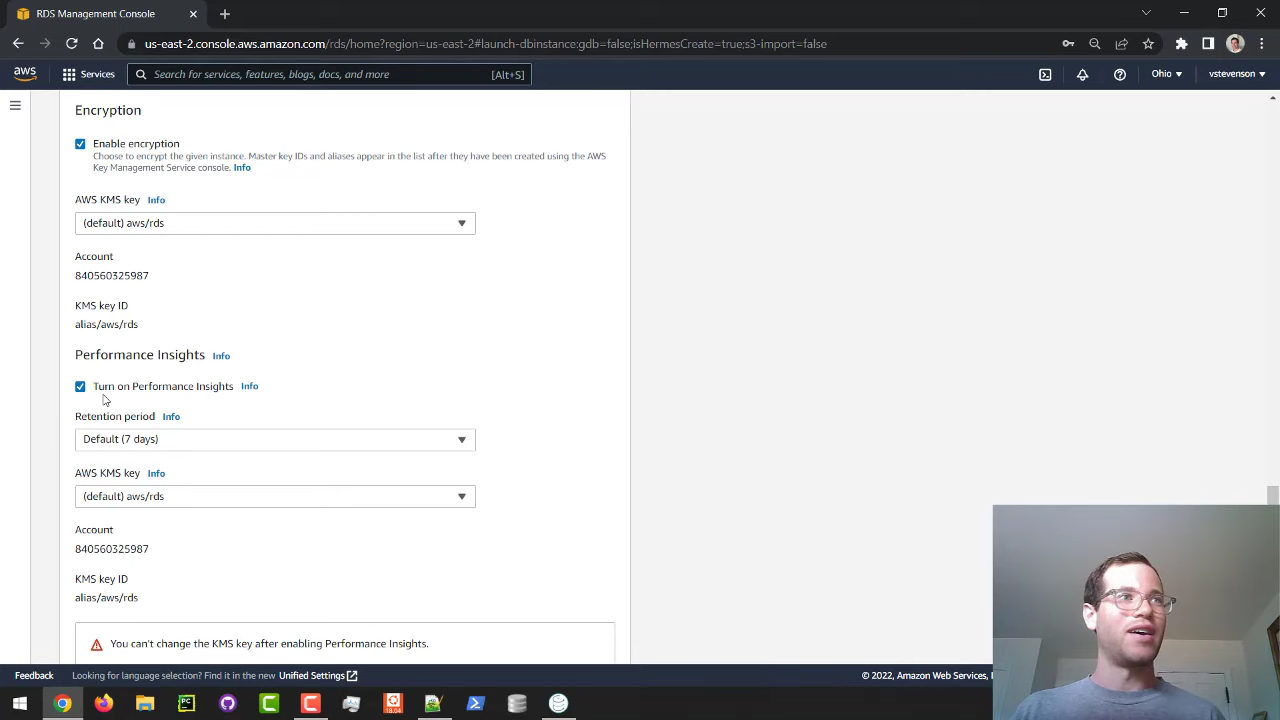 RDS Management Console
us-east-2.console.aws.amazon.com/rds/home?region=us-east-2#launch-dbinstance:gdb=false;isHermesCreate=true;s3-import=false
aws
Services
Search for services, features, blogs, docs, and more
[Alt+S]
Ohio
vstevenson
Encryption
Enable encryption
Choose to encrypt the given instance. Master key IDs and aliases appear in the list after they have been created using the AWS
Key Management Service console. Info
AWS KMS key Info
(default) aws/rds
Account
840560325987
KMS key ID
alias/aws/rds
Performance Insights Info
Turn on Performance Insights Info
Retention period Info
Default (7 days)
AWS KMS key Info
(default) aws/rds
Account
840560325987
KMS key ID
alias/aws/rds
You can't change the KMS key after enabling Performance Insights.
Feedback
Looking for language selection? Find it in the new Unified Settings
© 2022, Amazon Web Services,
PC
18.04